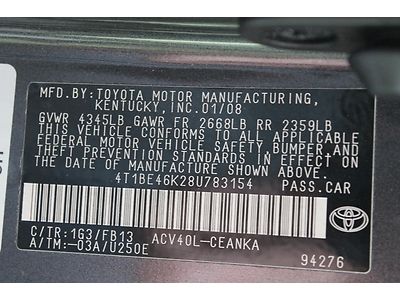 MFD.BY:TOYOTA MOTOR MANUFACTURING,
KENTUCKY,INC.01/08
GVWR 4345LB GAWR FR 2668LB RR 2359LB
THIS VEHICLE CONFORMS TO ALL APPLICABLE
FEDERAL MOTOR VEHICLE SAFETY, BUMPER, AND
THEFT PREVENTION STANDARDS IN EFFECT ON
THE DATE OF MANUFACTURE SHOWN ABOVE.
4T1BE46K28U783154 PASS.CAR
C/TR:1G3/FB13 ACV40L-CEANKA
A/TM:-03A/U250E
94276